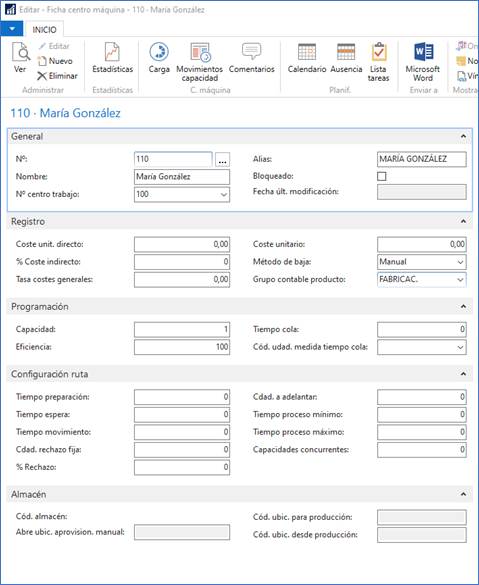 Editar - Ficha centro máquina - 110 · María González
INICIO
Ver
Editar
Nuevo
Eliminar
Administrar
Estadísticas
Estadísticas
Carga
Movimientos capacidad
Comentarios
C. máquina
Calendario
Ausencia
Lista tareas
Planif.
Microsoft Word
Enviar a
On
No
Vín
Mostra
110 · María González
General
Nº: 110 ...
Alias: MARÍA GONZÁLEZ
Nombre: María González
Bloqueado:
Nº centro trabajo: 100
Fecha últ. modificación:
Registro
Coste unit. directo: 0,00
Coste unitario: 0,00
% Coste indirecto: 0
Método de baja: Manual
Tasa costes generales: 0,00
Grupo contable producto: FABRICAC.
Programación
Capacidad: 1
Tiempo cola: 0
Eficiencia: 100
Cód. udad. medida tiempo cola:
Configuración ruta
Tiempo preparación: 0
Cdad. a adelantar: 0
Tiempo espera: 0
Tiempo proceso mínimo: 0
Tiempo movimiento: 0
Tiempo proceso máximo: 0
Cdad. rechazo fija: 0
Capacidades concurrentes: 0
% Rechazo: 0
Almacén
Cód. almacén:
Cód. ubic. para producción:
Abre ubic. aprovision. manual:
Cód. ubic. desde producción: